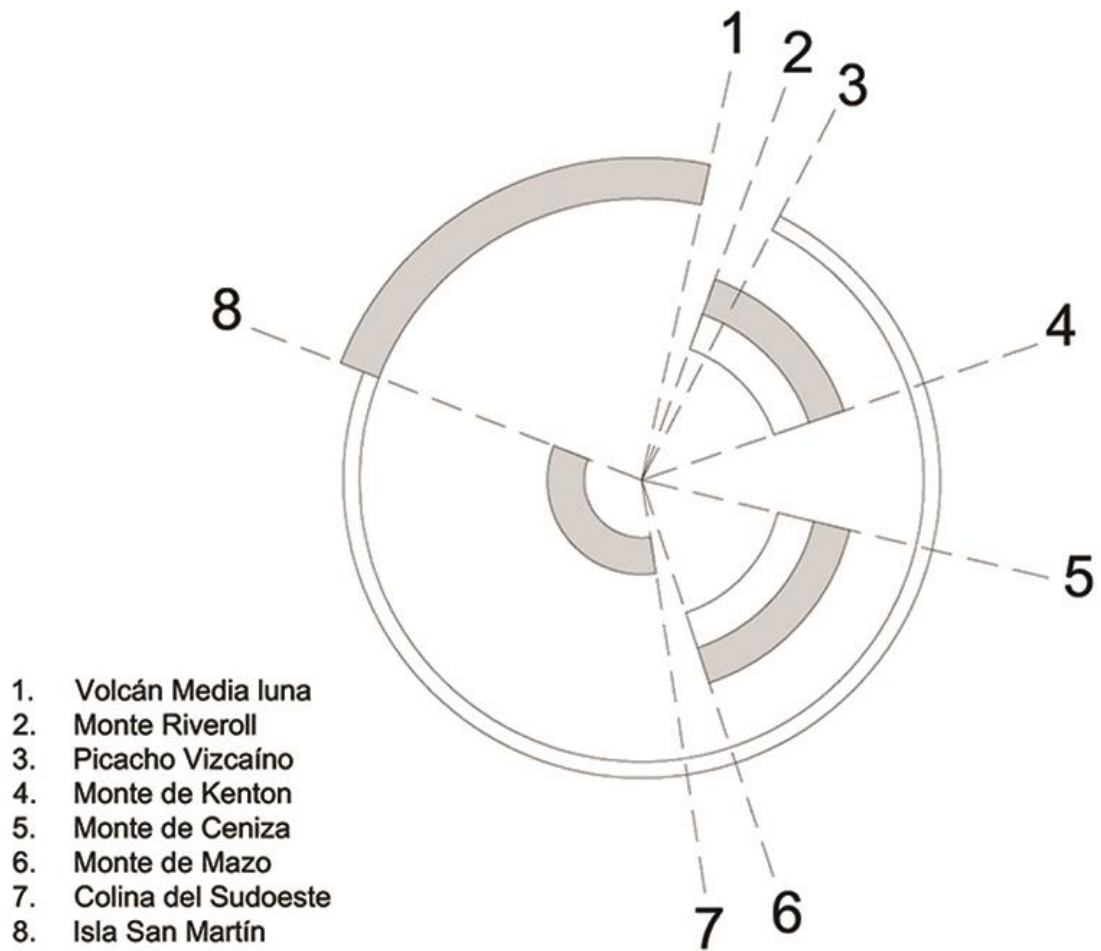 1
2
3
4
5
6
7
8
1. Volcán Media luna
2. Monte Riveroll
3. Picacho Vizcaíno
4. Monte de Kenton
5. Monte de Ceniza
6. Monte de Mazo
7. Colina del Sudoeste
8. Isla San Martín